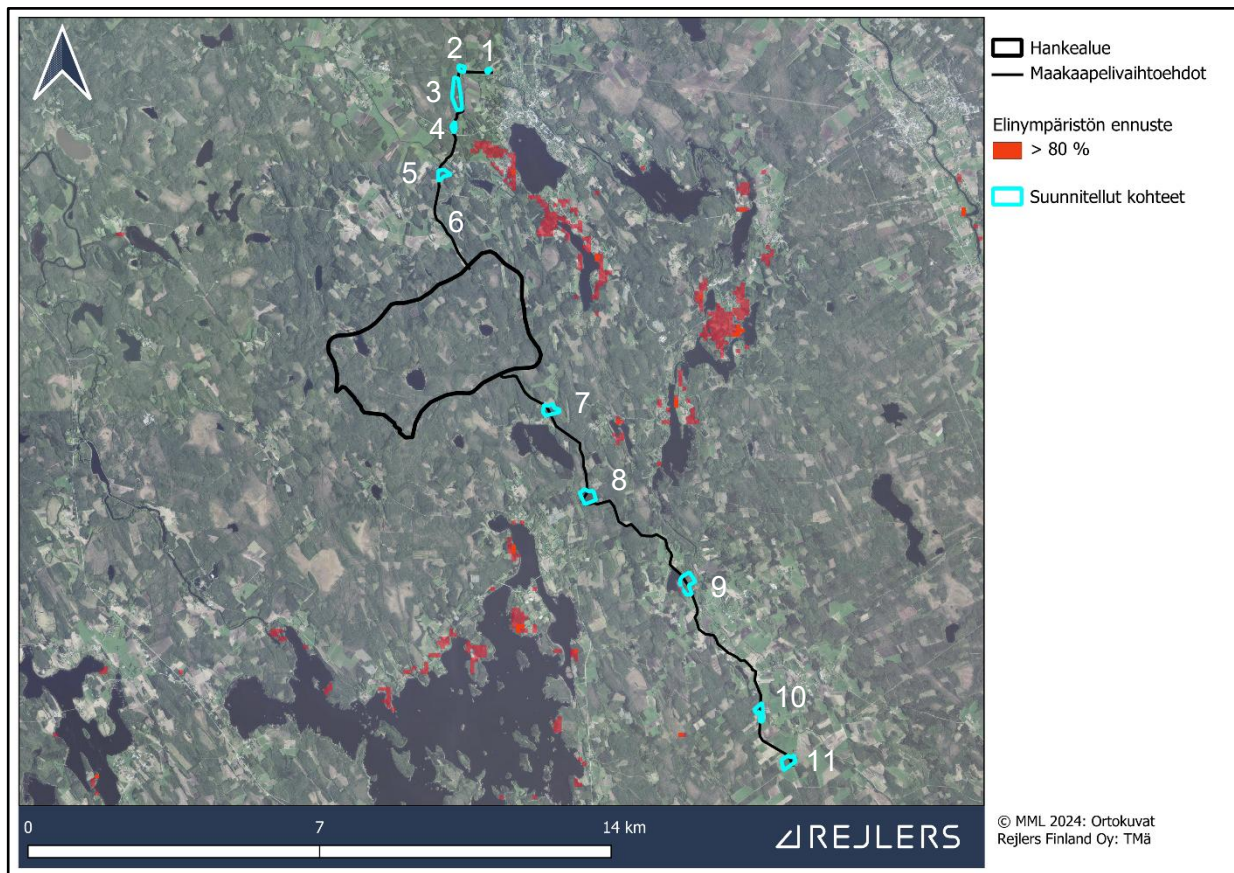 2 1
3
4
5
6
7
8
9
10
11
Hankealue
Maakaapelivaihtoehdot
Elinympäristön ennuste
> 80 %
Suunnitellut kohteet
0 7 14 km
REJLERS
© MML 2024: Ortokuvat
Rejlers Finland Oy: TMä